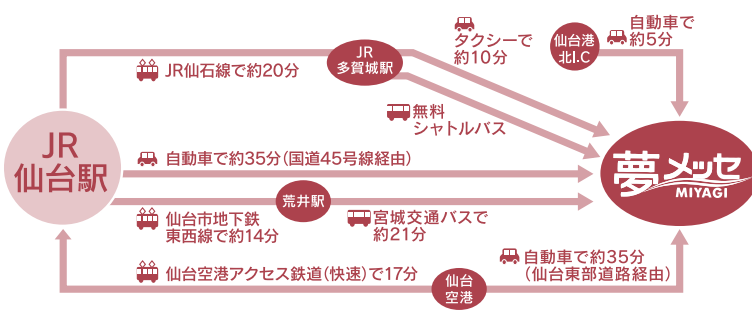 JR
仙台駅
JR仙石線で約20分
JR
多賀城駅
タクシーで
約10分
無料
シャトルバス
仙台港
北I.C
自動車で
約5分
自動車で約35分(国道45号線経由)
仙台市地下鉄
東西線で約14分
荒井駅
宮城交通バスで
約21分
仙台空港アクセス鉄道(快速)で17分
仙台
空港
自動車で約35分
(仙台東部道路経由)
夢メッセ
MIYAGI